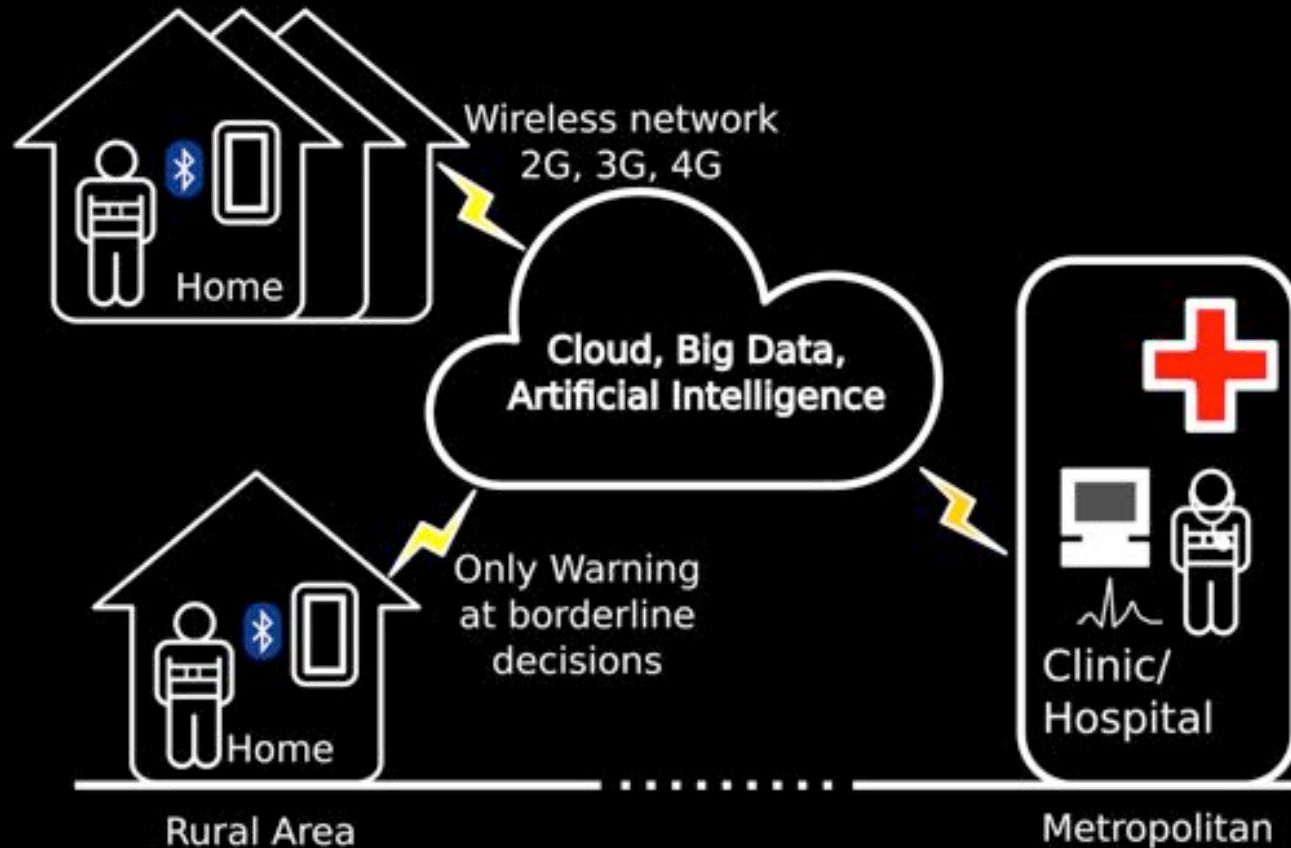 Wireless network
2G, 3G, 4G
Home
Cloud, Big Data,
Artificial Intelligence
Only Warning
at borderline
decisions
Home
Clinic/
Hospital
Rural Area
Metropolitan